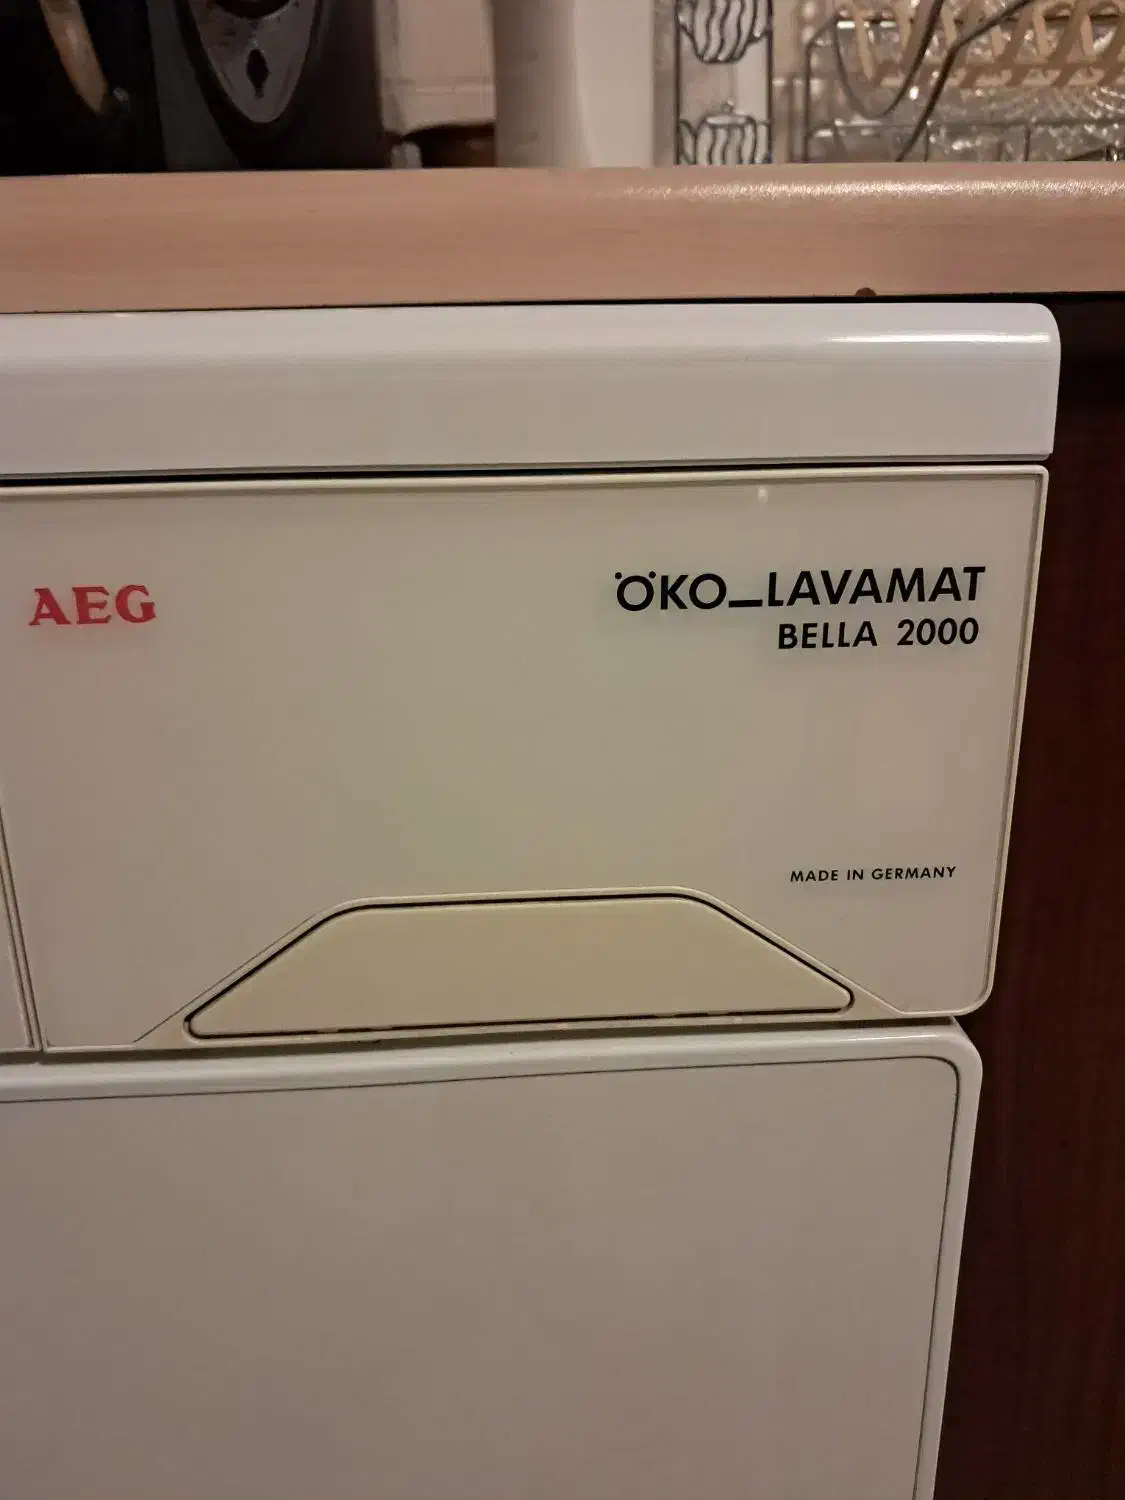 AEG
ÖKO_LAVAMAT
BELLA 2000
MADE IN GERMANY